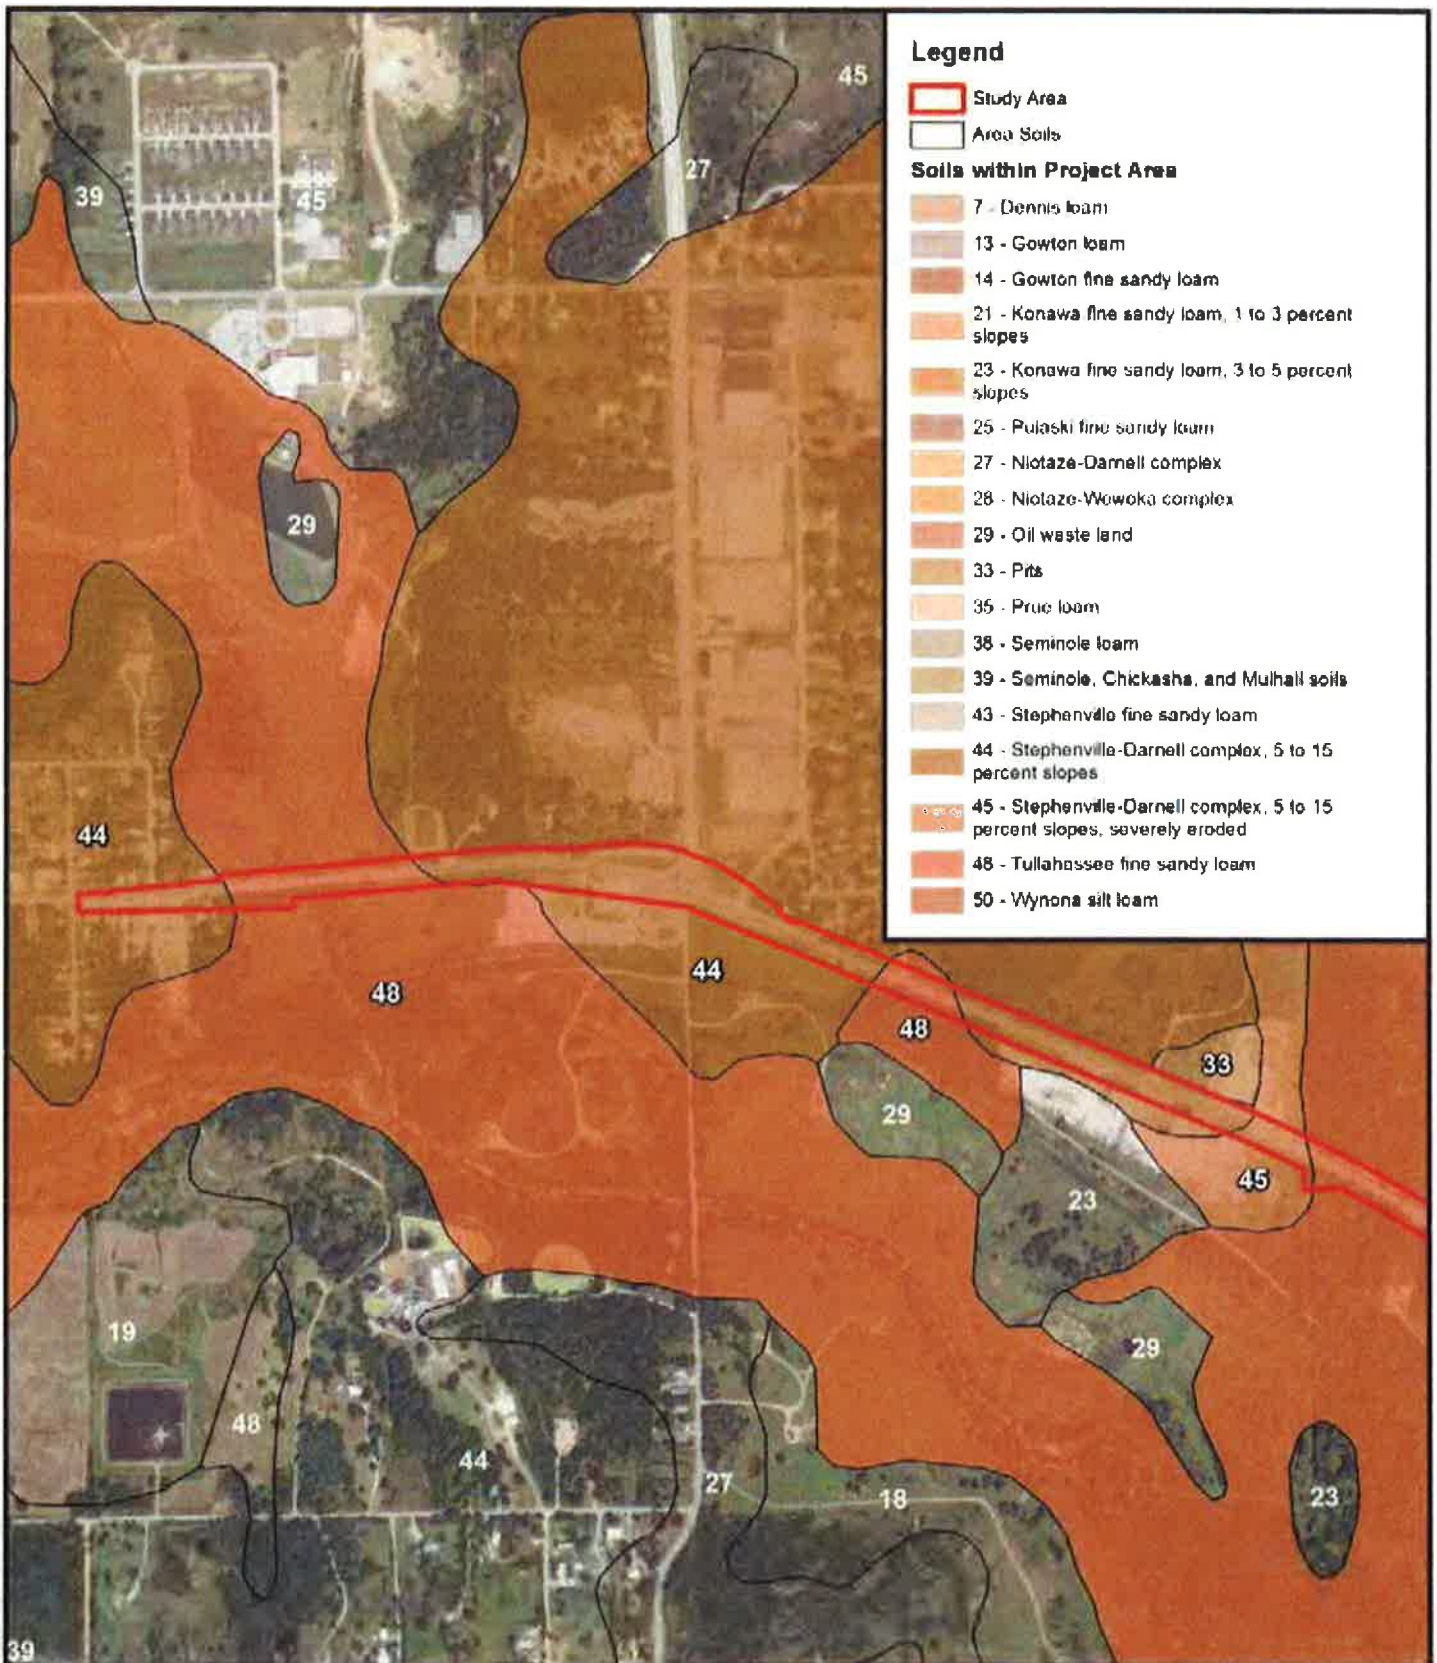 Legend
Study Area
Area Soils
Soils within Project Area
7 - Dennis loam
13 - Gowton loam
14 - Gowton fine sandy loam
21 - Konawa fine sandy loam, 1 to 3 percent
slopes
23 - Konawa fine sandy loam, 3 to 5 percent
slopes
25 - Pulaski fine sandy loam
27 - Niotaze-Darnell complex
28 - Niotaze-Wewoka complex
29 - Oil waste land
33 - Pits
35 - Prue loam
38 - Seminole loam
39 - Seminole, Chickasha, and Mulhall soils
43 - Stephenville fine sandy loam
44 - Stephenville-Darnell complex, 5 to 15
percent slopes
45 - Stephenville-Darnell complex, 5 to 15
percent slopes, severely eroded
48 - Tullahassee fine sandy loam
50 - Wynona silt loam
45
27
39
45
29
44
44
48
48
33
29
45
23
19
29
48
44
27
18
23
39